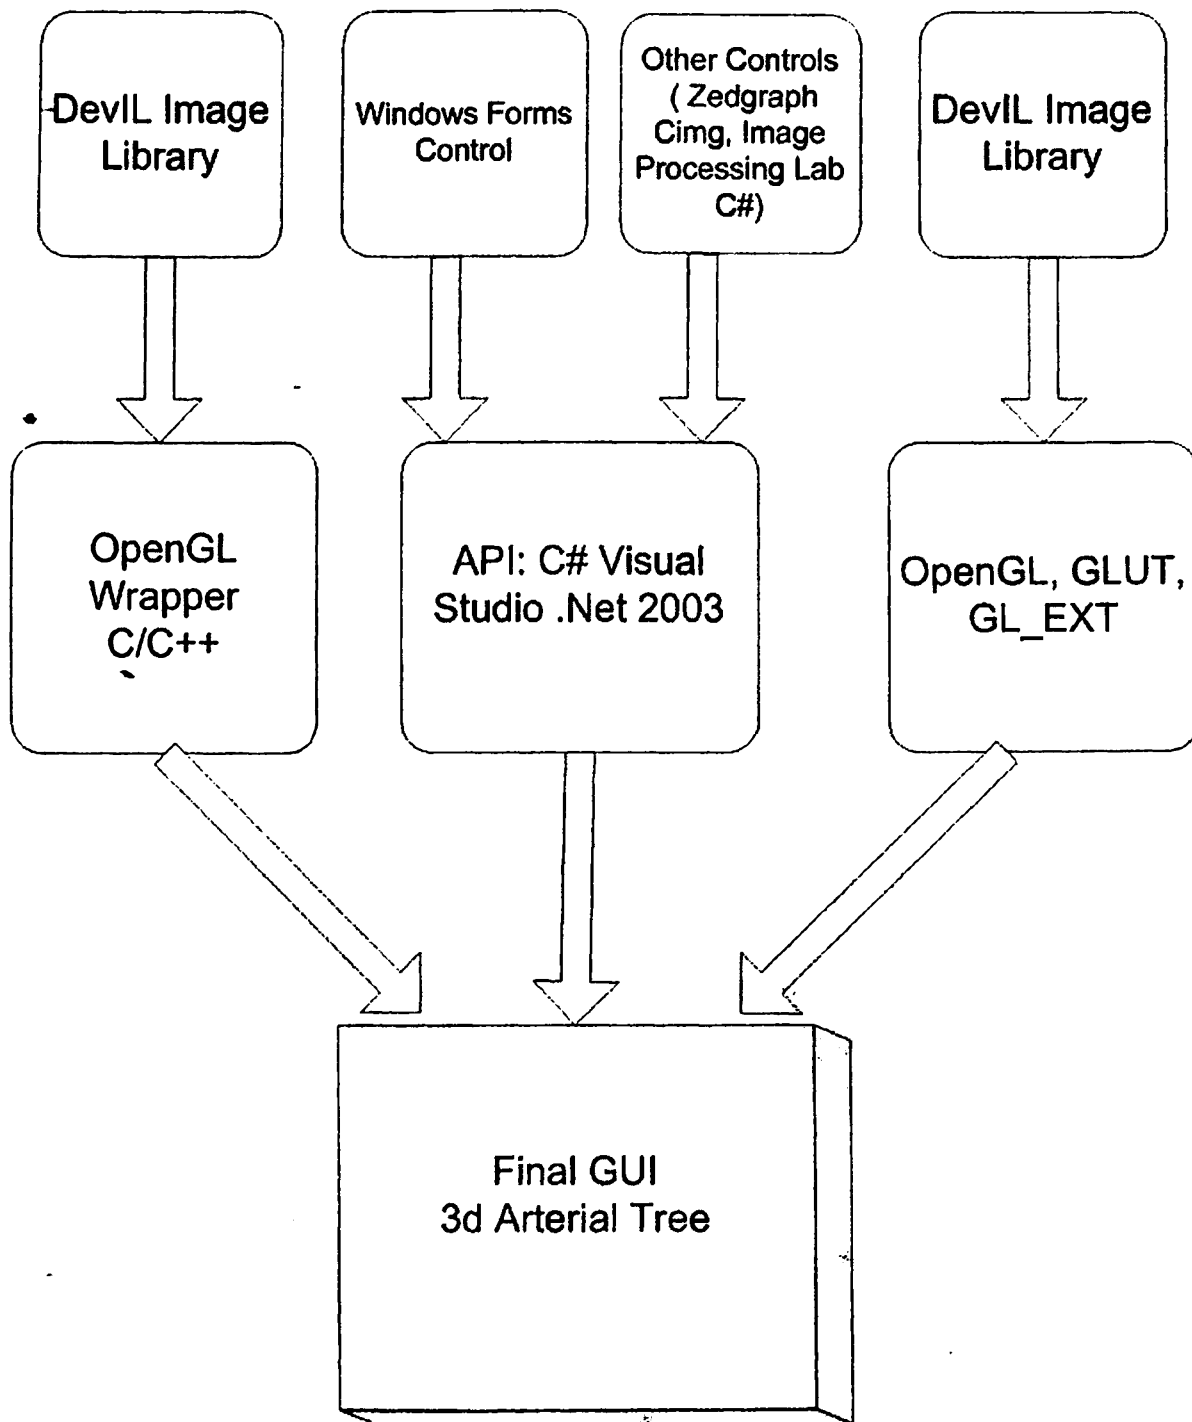 DevIL Image
Library
Windows Forms
Control
Other Controls
( Zedgraph
Cimg, Image
Processing Lab
C#)
DevIL Image
Library
OpenGL
Wrapper
C/C++
API: C# Visual
Studio .Net 2003
OpenGL, GLUT,
GL_EXT
Final GUI
3d Arterial Tree